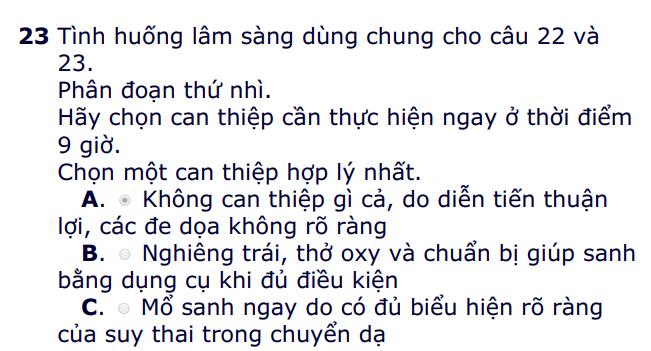 23 Tình huống lâm sàng dùng chung cho câu 22 và
23.
Phân đoạn thứ nhì.
Hãy chọn can thiệp cần thực hiện ngay ở thời điểm
9 giờ.
Chọn một can thiệp hợp lý nhất.
A. Không can thiệp gì cả, do diễn tiến thuận
lợi, các đe dọa không rõ ràng
B. Nghiêng trái, thở oxy và chuẩn bị giúp sanh
bằng dụng cụ khi đủ điều kiện
C. Mổ sanh ngay do có đủ biểu hiện rõ ràng
của suy thai trong chuyển dạ